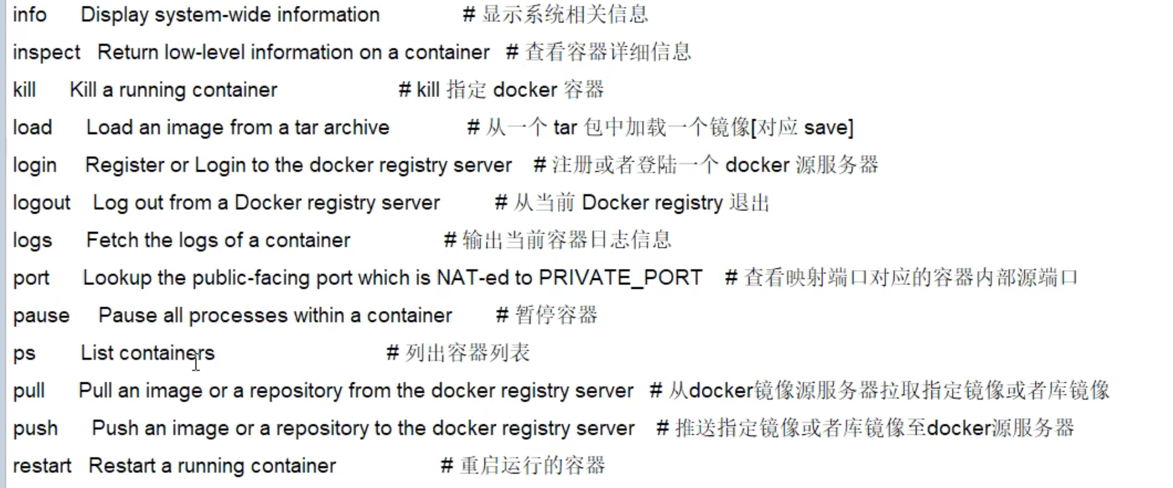 info Display system-wide information # 显示系统相关信息
inspect Return low-level information on a container # 查看容器详细信息
kill Kill a running container # kill 指定 docker 容器
load Load an image from a tar archive # 从一个 tar 包中加载一个镜像[对应 save]
login Register or Login to the docker registry server # 注册或者登陆一个 docker 源服务器
logout Log out from a Docker registry server # 从当前 Docker registry 退出
logs Fetch the logs of a container # 输出当前容器日志信息
port Lookup the public-facing port which is NAT-ed to PRIVATE_PORT # 查看映射端口对应的容器内部源端口
pause Pause all processes within a container # 暂停容器
ps List containers # 列出容器列表
pull Pull an image or a repository from the docker registry server # 从docker镜像源服务器拉取指定镜像或者库镜像
push Push an image or a repository to the docker registry server # 推送指定镜像或者库镜像至docker源服务器
restart Restart a running container # 重启运行的容器